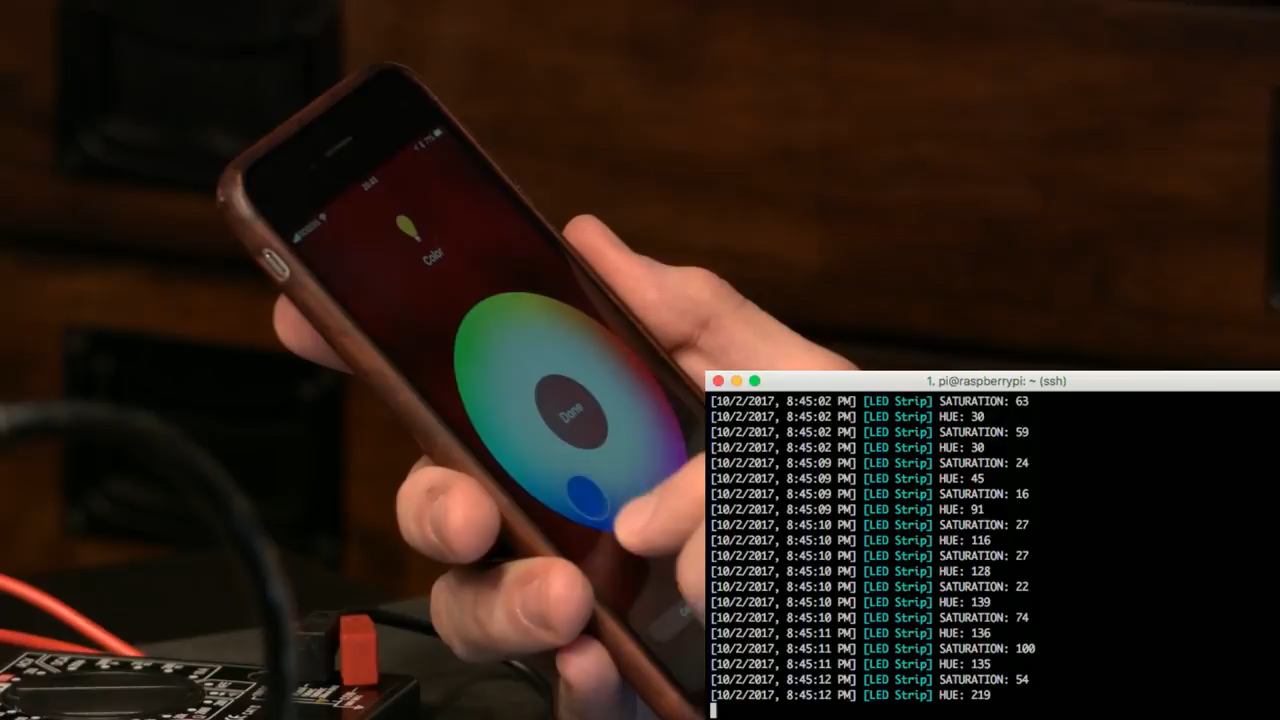 20:45
7%
Color
Done
1. pi@raspberrypi: ~ (ssh)
[10/2/2017, 8:45:02 PM] [LED Strip] SATURATION: 63
[10/2/2017, 8:45:02 PM] [LED Strip] HUE: 30
[10/2/2017, 8:45:02 PM] [LED Strip] SATURATION: 59
[10/2/2017, 8:45:02 PM] [LED Strip] HUE: 30
[10/2/2017, 8:45:09 PM] [LED Strip] SATURATION: 24
[10/2/2017, 8:45:09 PM] [LED Strip] HUE: 45
[10/2/2017, 8:45:09 PM] [LED Strip] SATURATION: 16
[10/2/2017, 8:45:09 PM] [LED Strip] HUE: 91
[10/2/2017, 8:45:10 PM] [LED Strip] SATURATION: 27
[10/2/2017, 8:45:10 PM] [LED Strip] HUE: 116
[10/2/2017, 8:45:10 PM] [LED Strip] SATURATION: 27
[10/2/2017, 8:45:10 PM] [LED Strip] HUE: 128
[10/2/2017, 8:45:10 PM] [LED Strip] SATURATION: 22
[10/2/2017, 8:45:10 PM] [LED Strip] HUE: 139
[10/2/2017, 8:45:10 PM] [LED Strip] SATURATION: 74
[10/2/2017, 8:45:11 PM] [LED Strip] HUE: 136
[10/2/2017, 8:45:11 PM] [LED Strip] SATURATION: 100
[10/2/2017, 8:45:11 PM] [LED Strip] HUE: 135
[10/2/2017, 8:45:12 PM] [LED Strip] SATURATION: 54
[10/2/2017, 8:45:12 PM] [LED Strip] HUE: 219